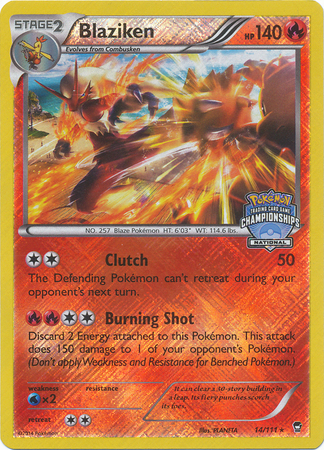 STAGE2 Blaziken HP140
Evolves from Combusken
Pokémon
TRADING CARD GAME
CHAMPIONSHIPS
NATIONAL
NO. 257 Blaze Pokémon HT: 6'03" WT: 114.6 lbs.
Clutch 50
The Defending Pokémon can't retreat during your
opponent's next turn.
Burning Shot
Discard 2 Energy attached to this Pokémon. This attack
does 150 damage to 1 of your opponent's Pokémon.
(Don't apply Weakness and Resistance for Benched Pokémon.)
weakness resistance
×2
It can clear a 30-story building in
a leap. Its fiery punches scorch
its foes.
retreat
Illus. PLANETA 14/111 ★